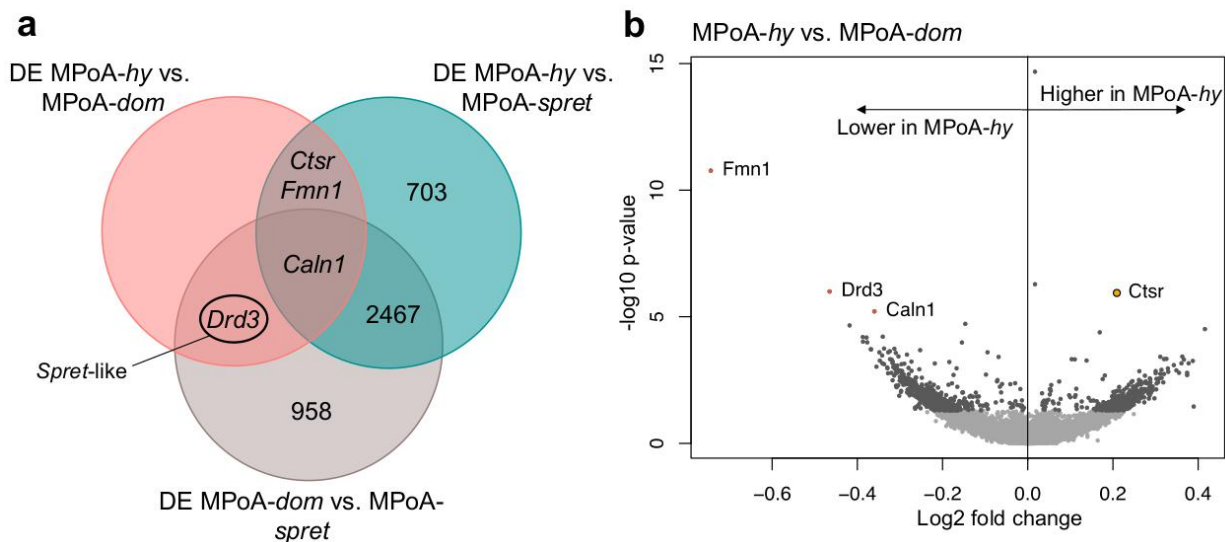 a
DE MPoA-hy vs.
MPoA-dom
DE MPoA-hy vs.
MPoA-spret
Ctsr
Fmn1
703
Caln1
Drd3
2467
Spret-like
958
DE MPoA-dom vs. MPoA-
spret
b
MPoA-hy vs. MPoA-dom
15
10
5
0
-log10 p-value
Higher in MPoA-hy
Lower in MPoA-hy
Fmn1
Drd3
Caln1
Ctsr
−0.6
−0.4
−0.2
0.0
0.2
0.4
Log2 fold change